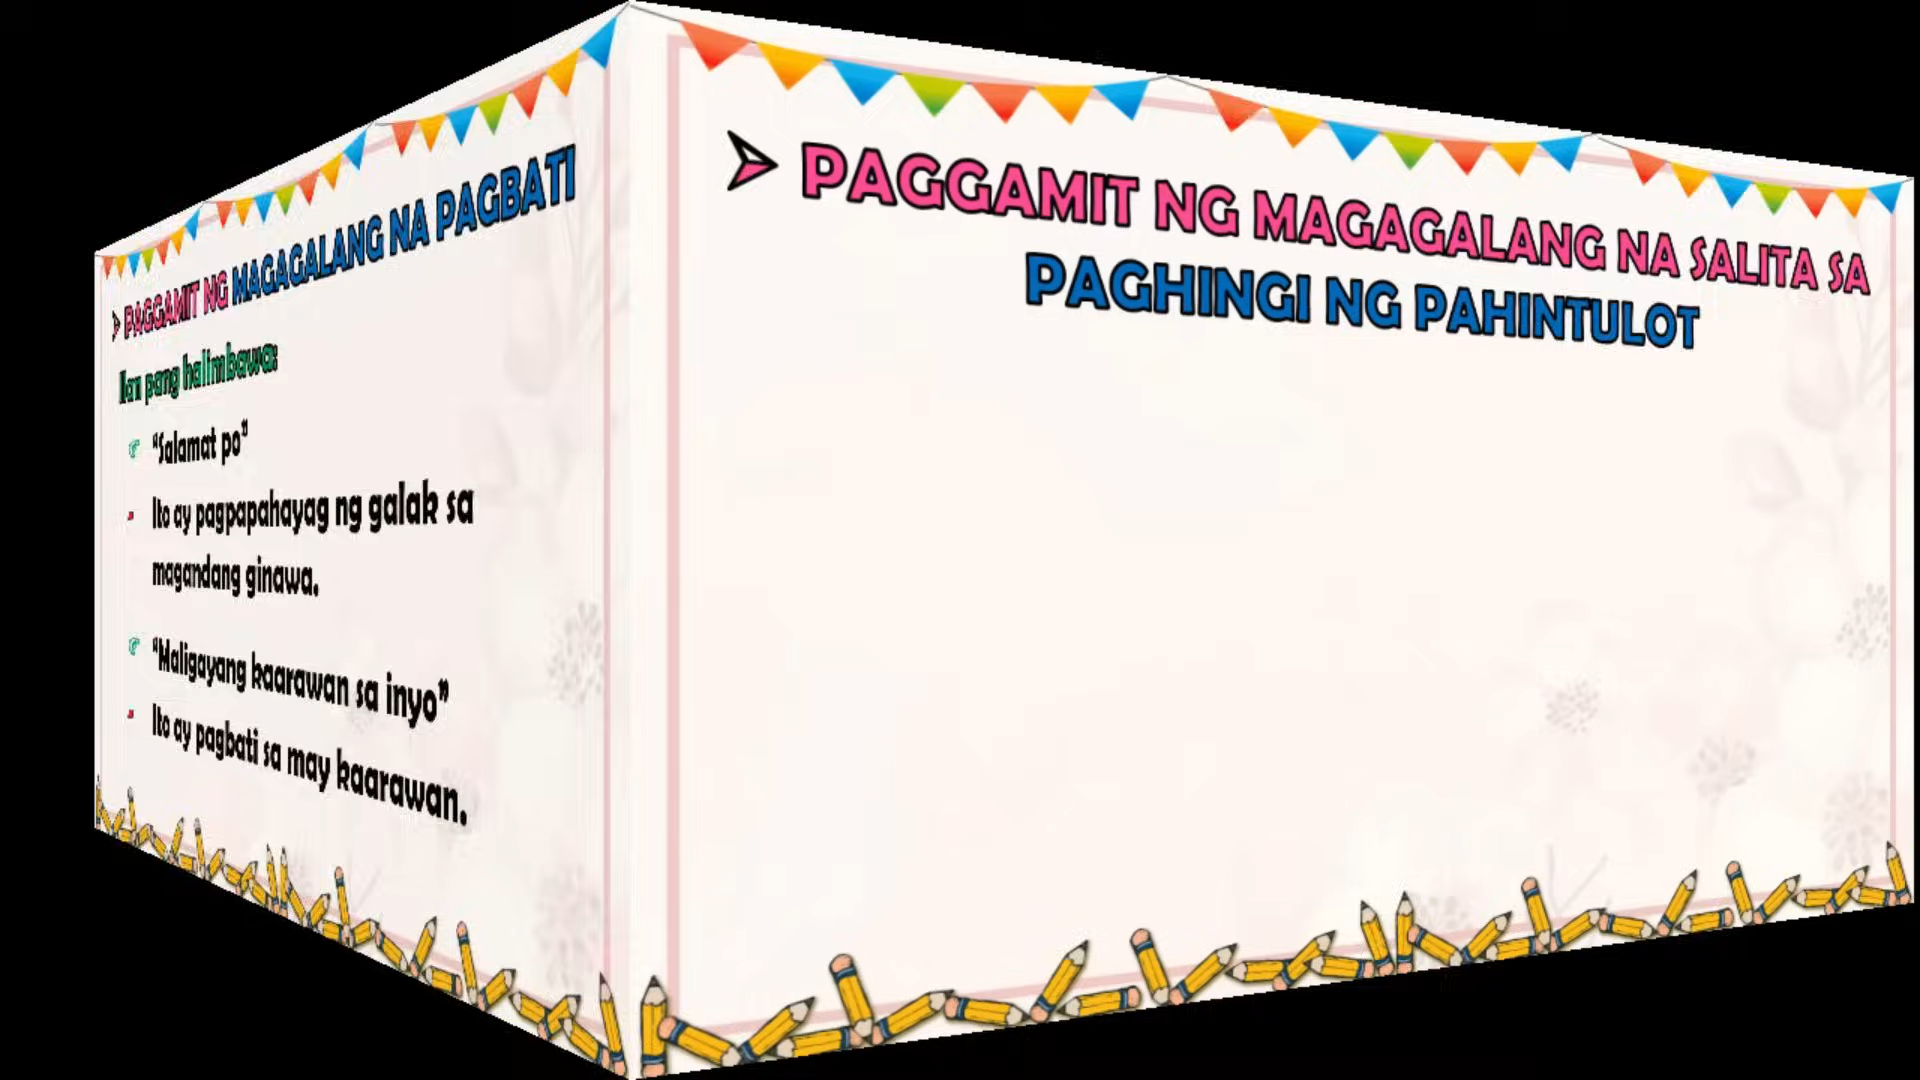 PAGGAMIT NG MAGAGALANG NA PAGBATI
Ilan pang halimbawa:
“Salamat po”
Ito ay pagpapahayag ng galak sa
magandang ginawa.
“Maligayang kaarawan sa inyo”
Ito ay pagbati sa may kaarawan.
PAGGAMIT NG MAGAGALANG NA SALITA SA
PAGHINGI NG PAHINTULOT